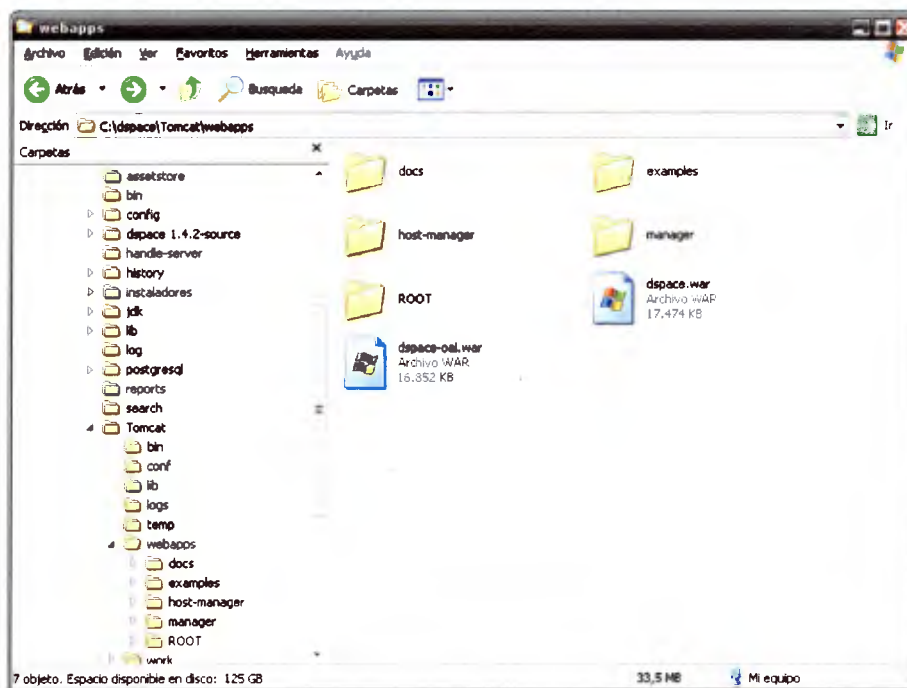 webapps
Archivo Edición Ver Favoritos Herramientas Ayuda
Atrás Busqueda Carpetas
Dirección C:\dspace\Tomcat\webapps Ir
Carpetas
assetstore
bin
config
dspace 1.4.2-source
handle-server
history
instaladores
jdk
lib
log
postgresql
reports
search
Tomcat
bin
conf
lib
logs
temp
webapps
docs
examples
host-manager
manager
ROOT
work
docs
examples
host-manager
manager
ROOT
dspace.war
Archivo WAR
17.474 KB
dspace-oai.war
Archivo WAR
16.852 KB
7 objeto. Espacio disponible en disco: 125 GB 33,5 MB Mi equipo